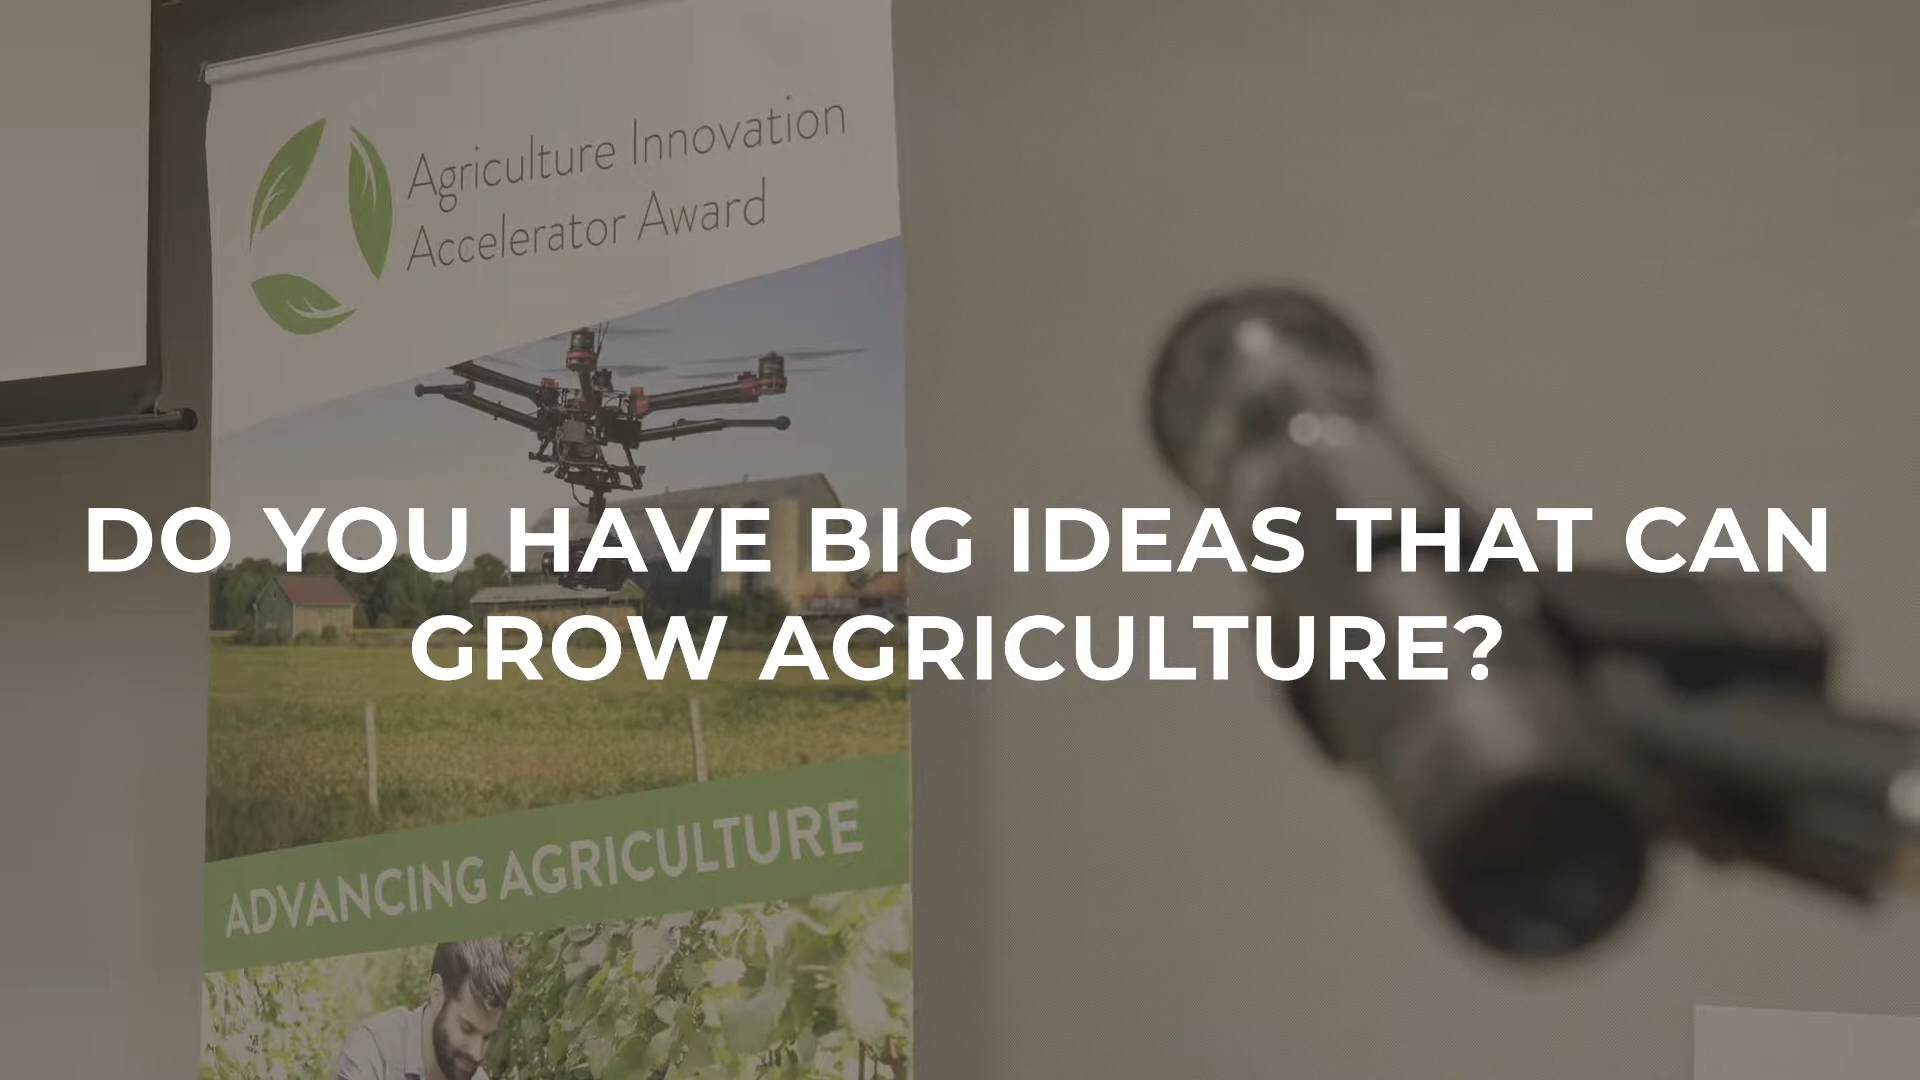 Agriculture Innovation
Accelerator Award
DO YOU HAVE BIG IDEAS THAT CAN
GROW AGRICULTURE?
ADVANCING AGRICULTURE